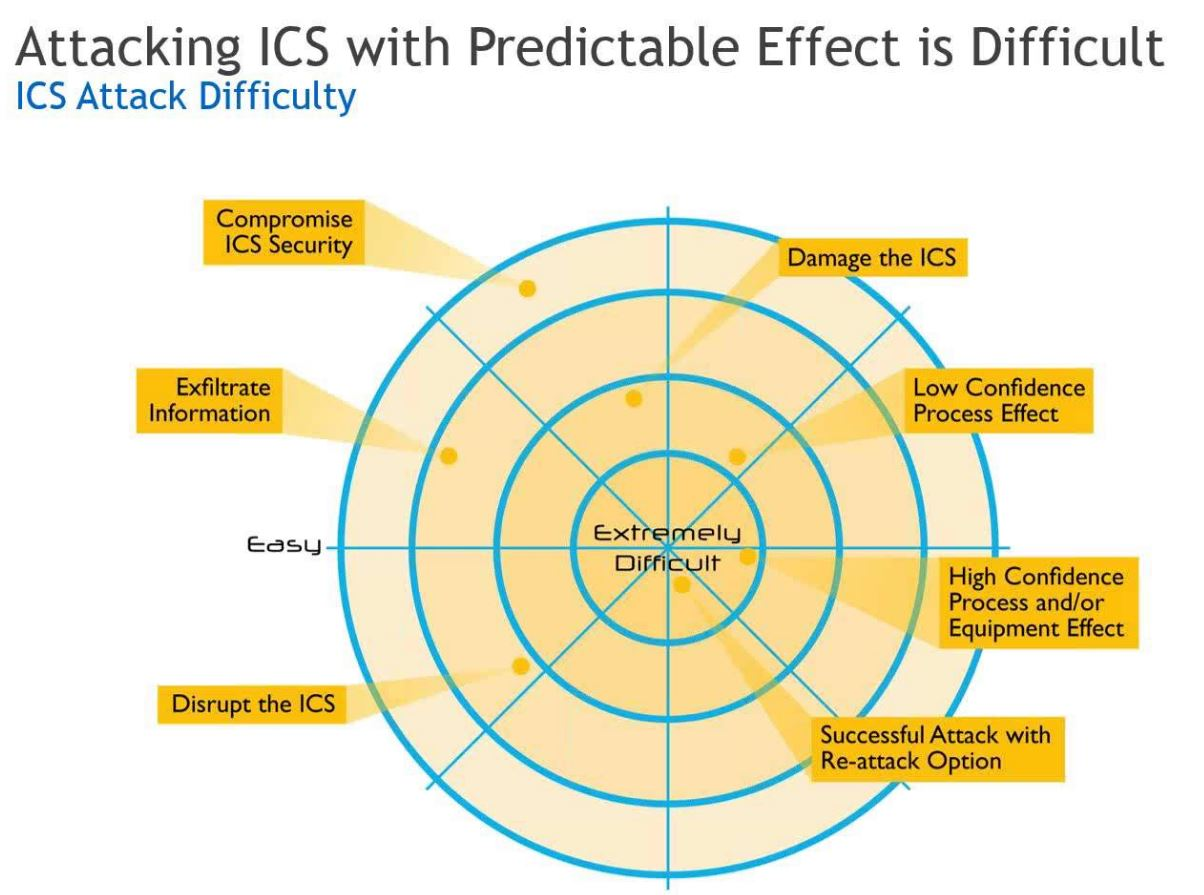 Attacking ICS with Predictable Effect is Difficult
ICS Attack Difficulty
Compromise
ICS Security
Damage the ICS
Exfiltrate
Information
Low Confidence
Process Effect
Easy
Extremely
Difficult
High Confidence
Process and/or
Equipment Effect
Disrupt the ICS
Successful Attack with
Re-attack Option